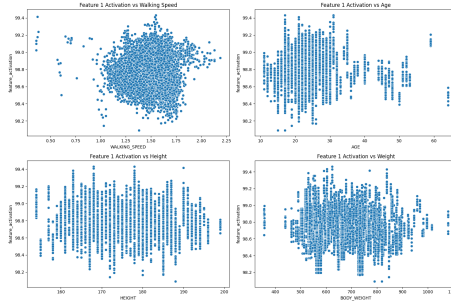 Feature 1 Activation vs Walking Speed
Feature 1 Activation vs Age
99.4
99.2
99.0
98.8
98.6
98.4
98.2
feature_activation
0.50 0.75 1.00 1.25 1.50 1.75 2.00 2.25
WALKING_SPEED
99.4
99.2
99.0
98.8
98.6
98.4
98.2
feature_activation
10 20 30 40 50 60
AGE
Feature 1 Activation vs Height
Feature 1 Activation vs Weight
99.4
99.2
99.0
98.8
98.6
98.4
98.2
feature_activation
160 170 180 190 200
HEIGHT
99.4
99.2
99.0
98.8
98.6
98.4
98.2
feature_activation
400 500 600 700 800 900 1000
BODY_WEIGHT